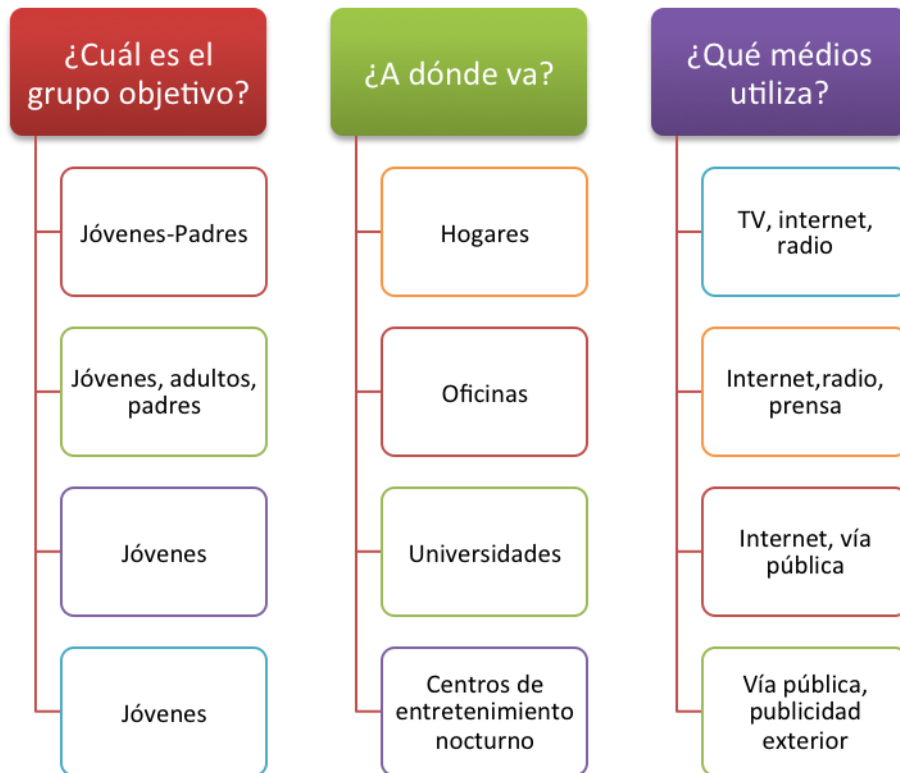 ¿Cuál es el
grupo objetivo?
Jóvenes-Padres
Jóvenes, adultos,
padres
Jóvenes
Jóvenes
¿A dónde va?
Hogares
Oficinas
Universidades
Centros de
entretenimiento
nocturno
¿Qué médios
utiliza?
TV, internet,
radio
Internet,radio,
prensa
Internet, vía
pública
Vía pública,
publicidad
exterior